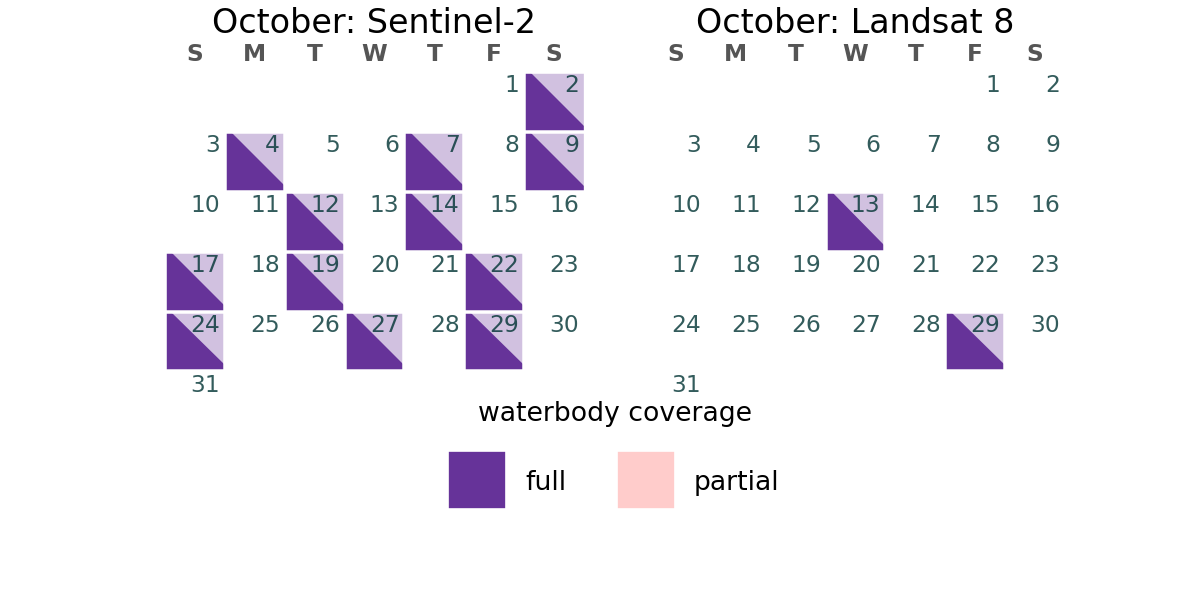 October: Sentinel-2
S M T W T F S
1 2
3 4 5 6 7 8 9
10 11 12 13 14 15 16
17 18 19 20 21 22 23
24 25 26 27 28 29 30
31
October: Landsat 8
S M T W T F S
1 2
3 4 5 6 7 8 9
10 11 12 13 14 15 16
17 18 19 20 21 22 23
24 25 26 27 28 29 30
31
waterbody coverage
full partial